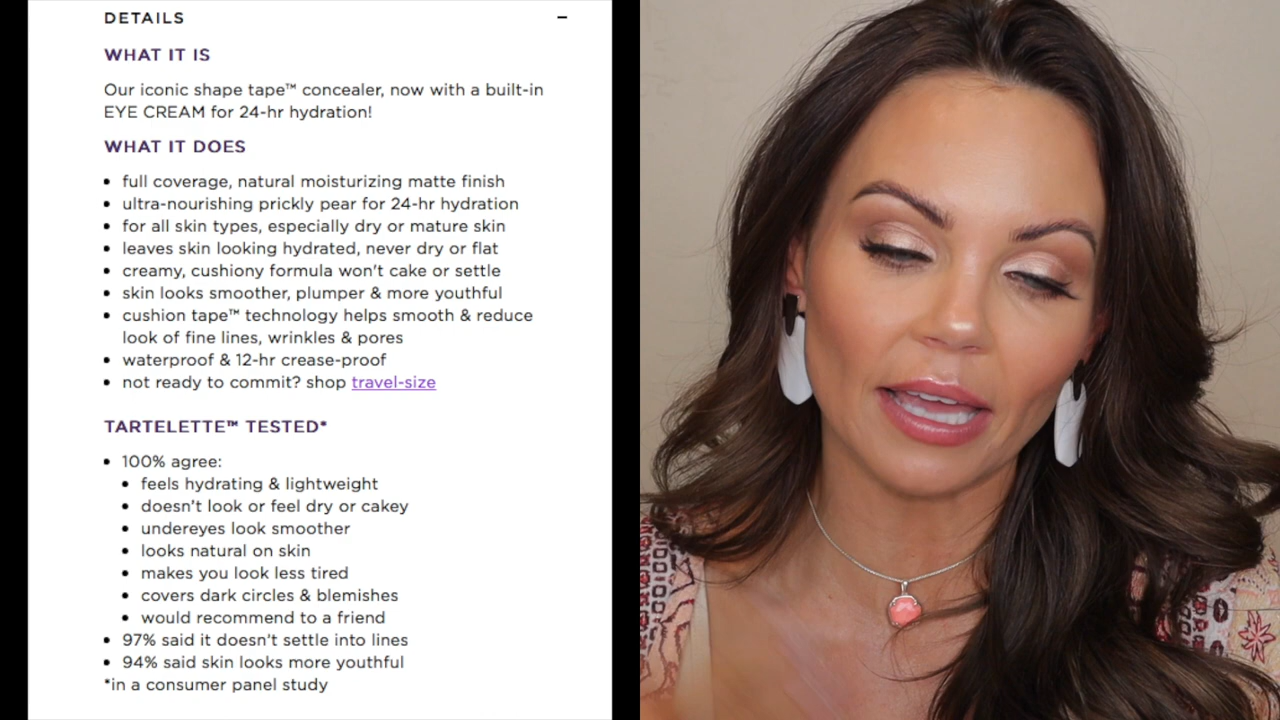 DETAILS –
WHAT IT IS
Our iconic shape tape™ concealer, now with a built-in
EYE CREAM for 24-hr hydration!
WHAT IT DOES
• full coverage, natural moisturizing matte finish
• ultra-nourishing prickly pear for 24-hr hydration
• for all skin types, especially dry or mature skin
• leaves skin looking hydrated, never dry or flat
• creamy, cushiony formula won't cake or settle
• skin looks smoother, plumper & more youthful
• cushion tape™ technology helps smooth & reduce
look of fine lines, wrinkles & pores
• waterproof & 12-hr crease-proof
• not ready to commit? shop travel-size
TARTELETTE™ TESTED*
• 100% agree:
• feels hydrating & lightweight
• doesn't look or feel dry or cakey
• undereyes look smoother
• looks natural on skin
• makes you look less tired
• covers dark circles & blemishes
• would recommend to a friend
• 97% said it doesn't settle into lines
• 94% said skin looks more youthful
*in a consumer panel study